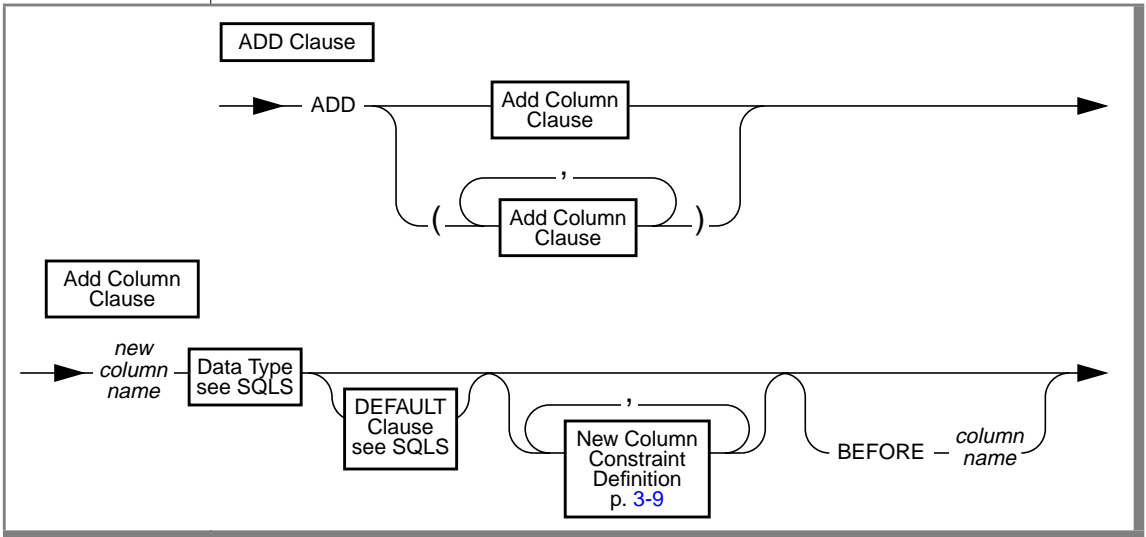 ADD Clause
ADD
Add Column
Clause
,
(
Add Column
Clause
)
Add Column
Clause
new
column
name
Data Type
see SQLS
DEFAULT
Clause
see SQLS
,
New Column
Constraint
Definition
p. 3-9
BEFORE
column
name